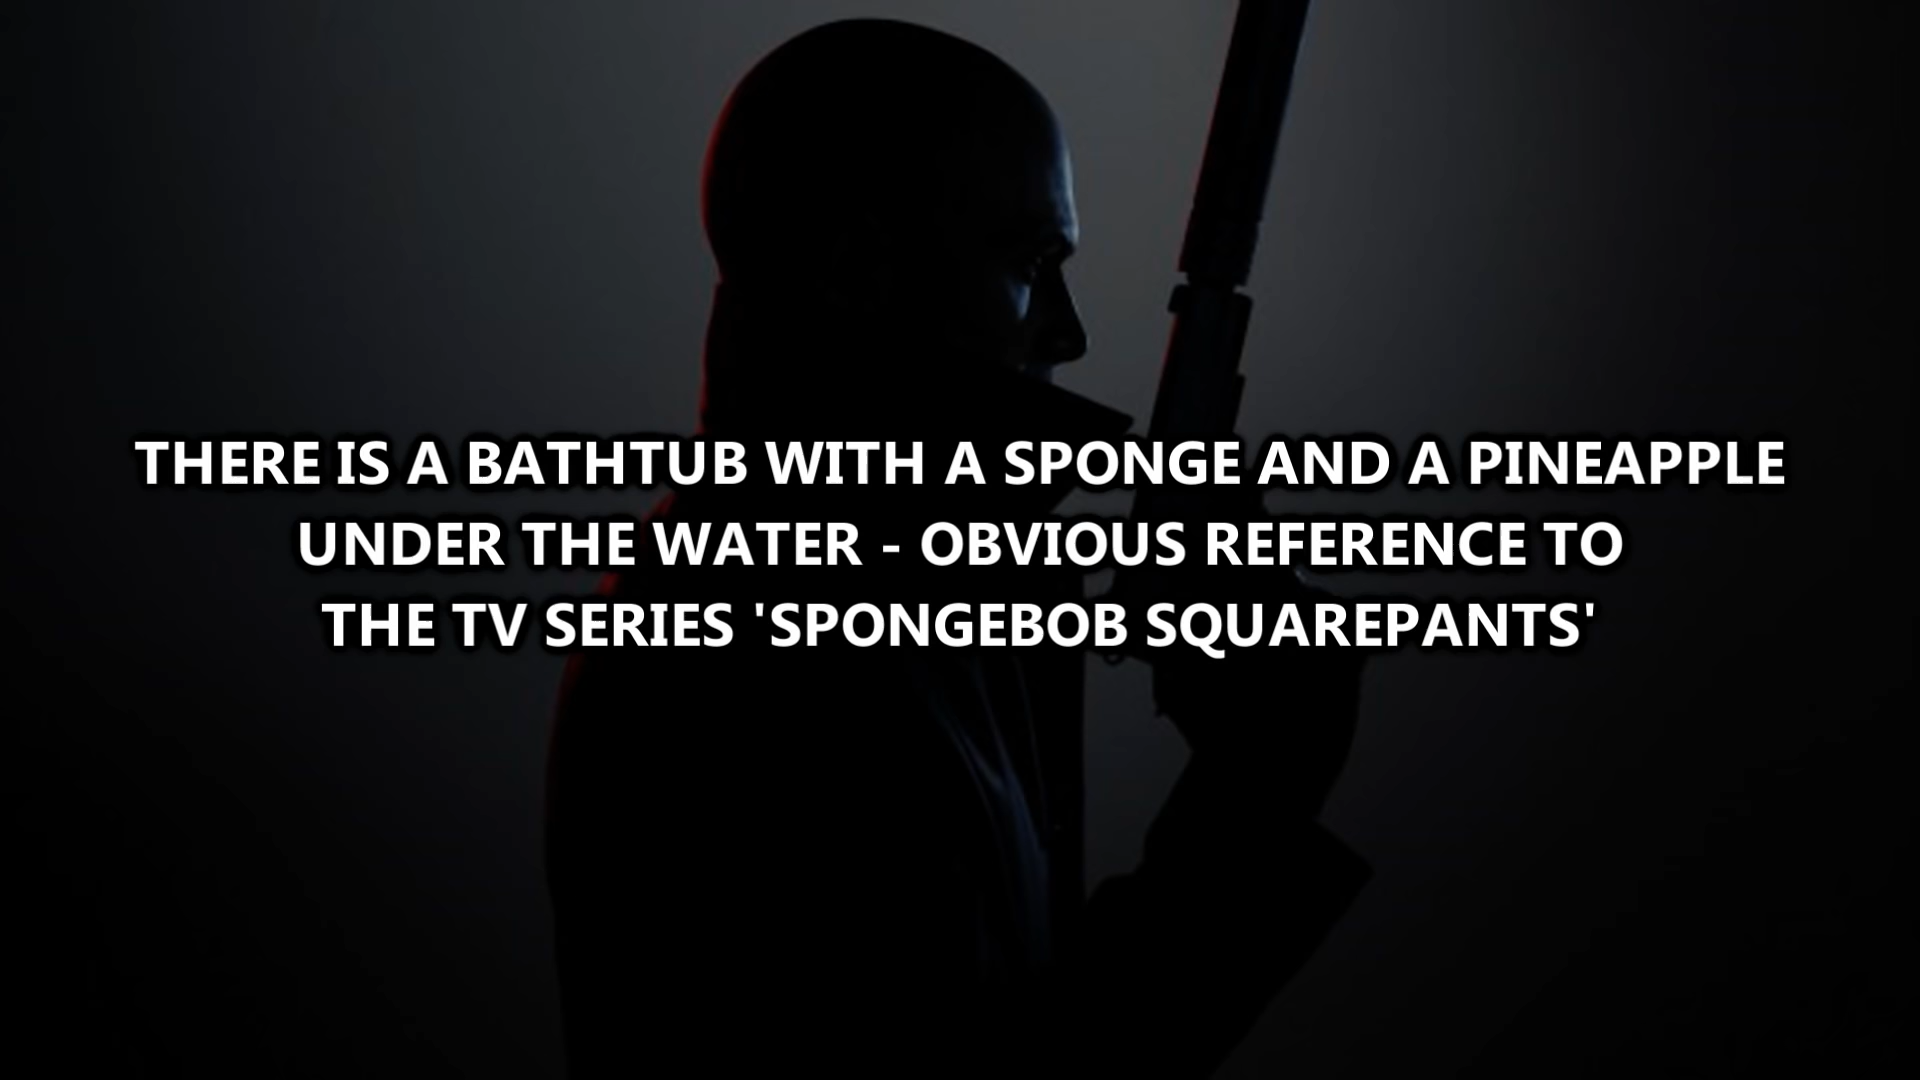 THERE IS A BATHTUB WITH A SPONGE AND A PINEAPPLE
UNDER THE WATER - OBVIOUS REFERENCE TO
THE TV SERIES 'SPONGEBOB SQUAREPANTS'